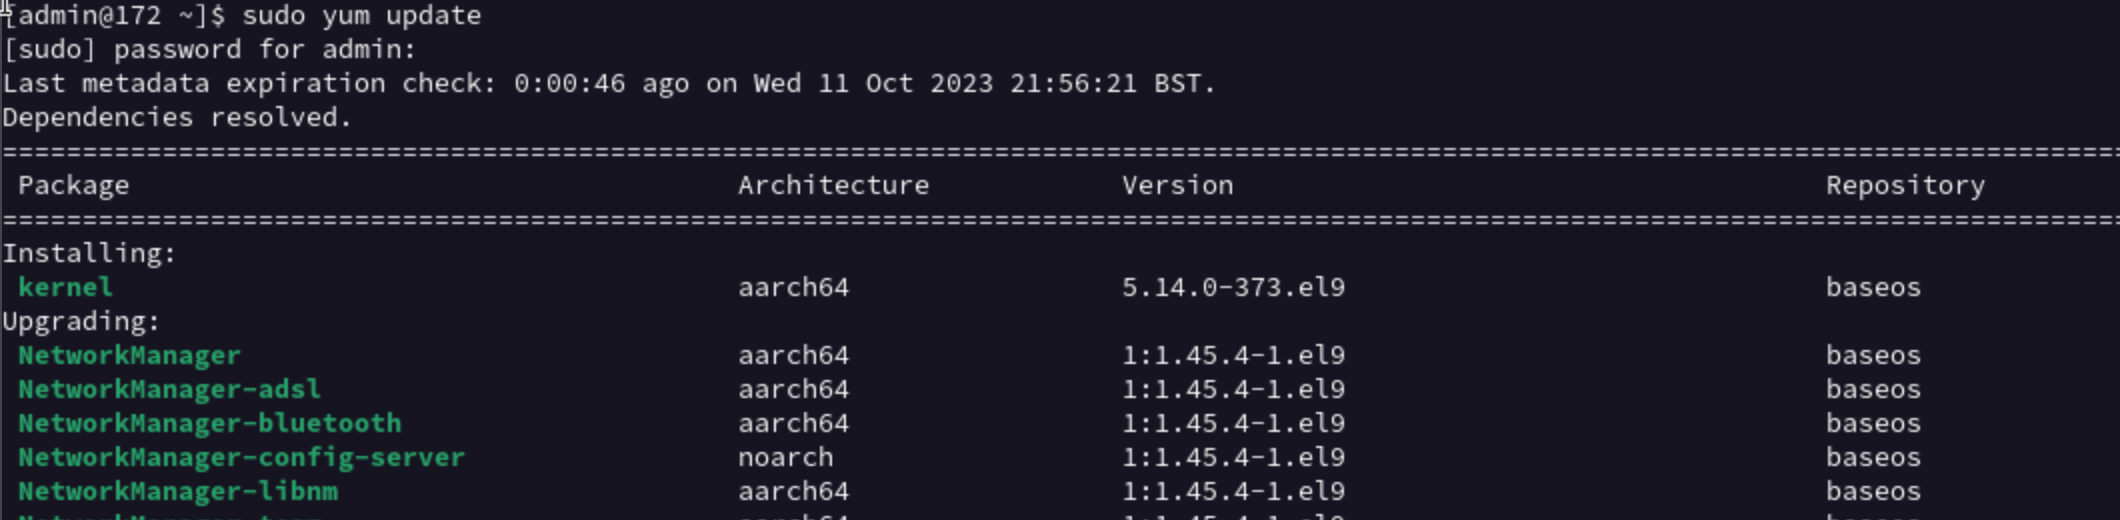 [admin@172 ~]$ sudo yum update
[sudo] password for admin:
Last metadata expiration check: 0:00:46 ago on Wed 11 Oct 2023 21:56:21 BST.
Dependencies resolved.
================================================================================
Package Architecture Version Repository
================================================================================
Installing:
kernel aarch64 5.14.0-373.el9 baseos
Upgrading:
NetworkManager aarch64 1:1.45.4-1.el9 baseos
NetworkManager-adsl aarch64 1:1.45.4-1.el9 baseos
NetworkManager-bluetooth aarch64 1:1.45.4-1.el9 baseos
NetworkManager-config-server noarch 1:1.45.4-1.el9 baseos
NetworkManager-libnm aarch64 1:1.45.4-1.el9 baseos